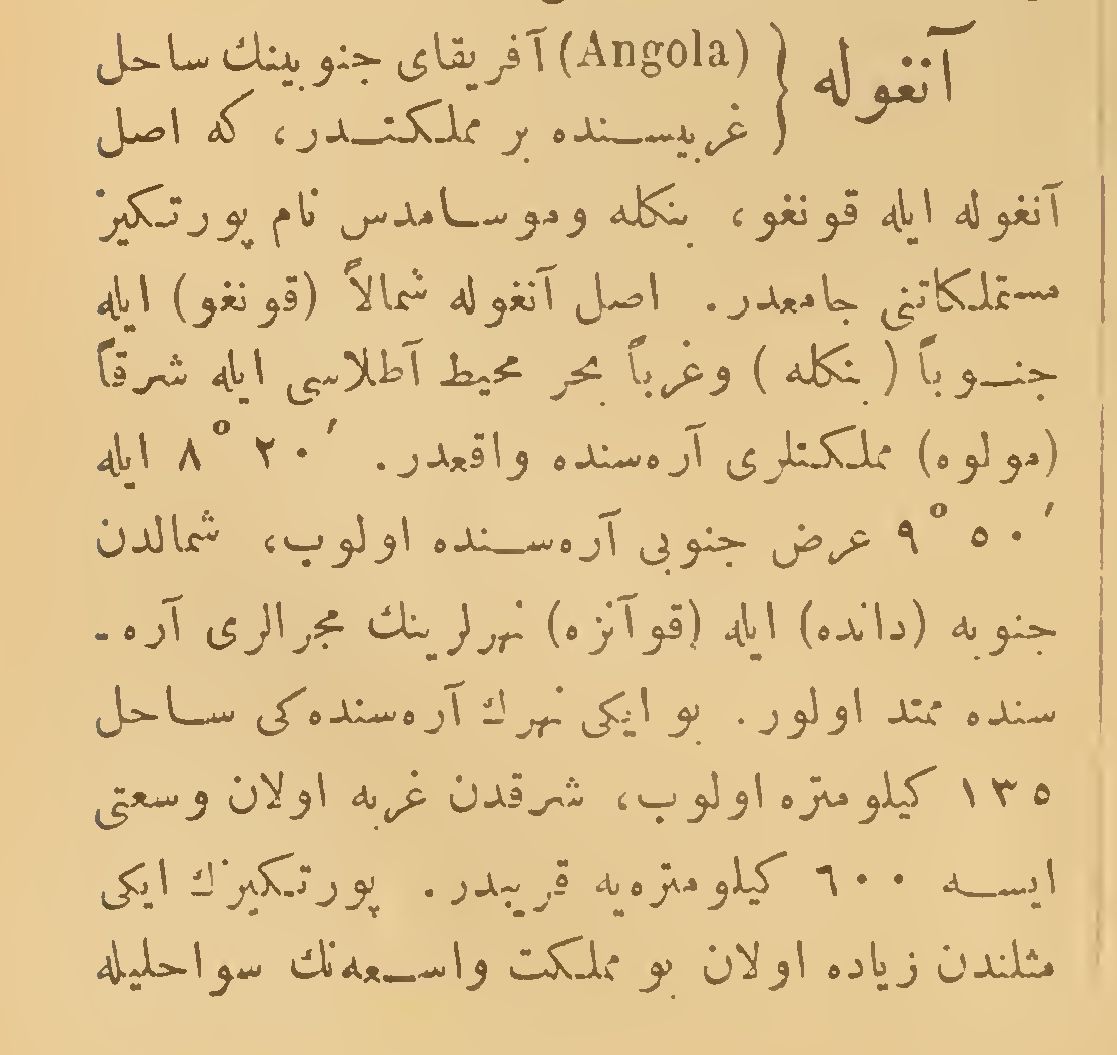 آنغوله { (Angola) آفریقای جنوبینك ساحل
غربیسنده بر مملكتدر، كه اصل
آنغوله ایله قونغو، بنكله وموسامدس نام پورتكیز
مستملكاتنی جامعدر. اصل آنغوله شمالاً (قونغو) ایله
جنوباً (بنكله) وغرباً بحر محیط آطلاسی ایله شرقاً
(مولوه) مملكتلری آره‌سنده واقعدر. ′۲۰ °۸ ایله
′۵۰ °۹ عرض جنوبی آره‌سنده اولوب، شمالدن
جنوبه (دانده) ایله (قوآنزه) نهرلرینك مجرالری آره-
سنده ممتد اولور. بو ایكی نهرك آره‌سنده‌كی ساحل
۱۳۵ كیلومتره اولوب، شرقدن غربه اولان وسعتی
ایسه ۶۰۰ كیلومتره‌یه قریبدر. پورتكیزك ایكی
مثلندن زیاده اولان بو مملكت واسعه‌نك سواحلیله